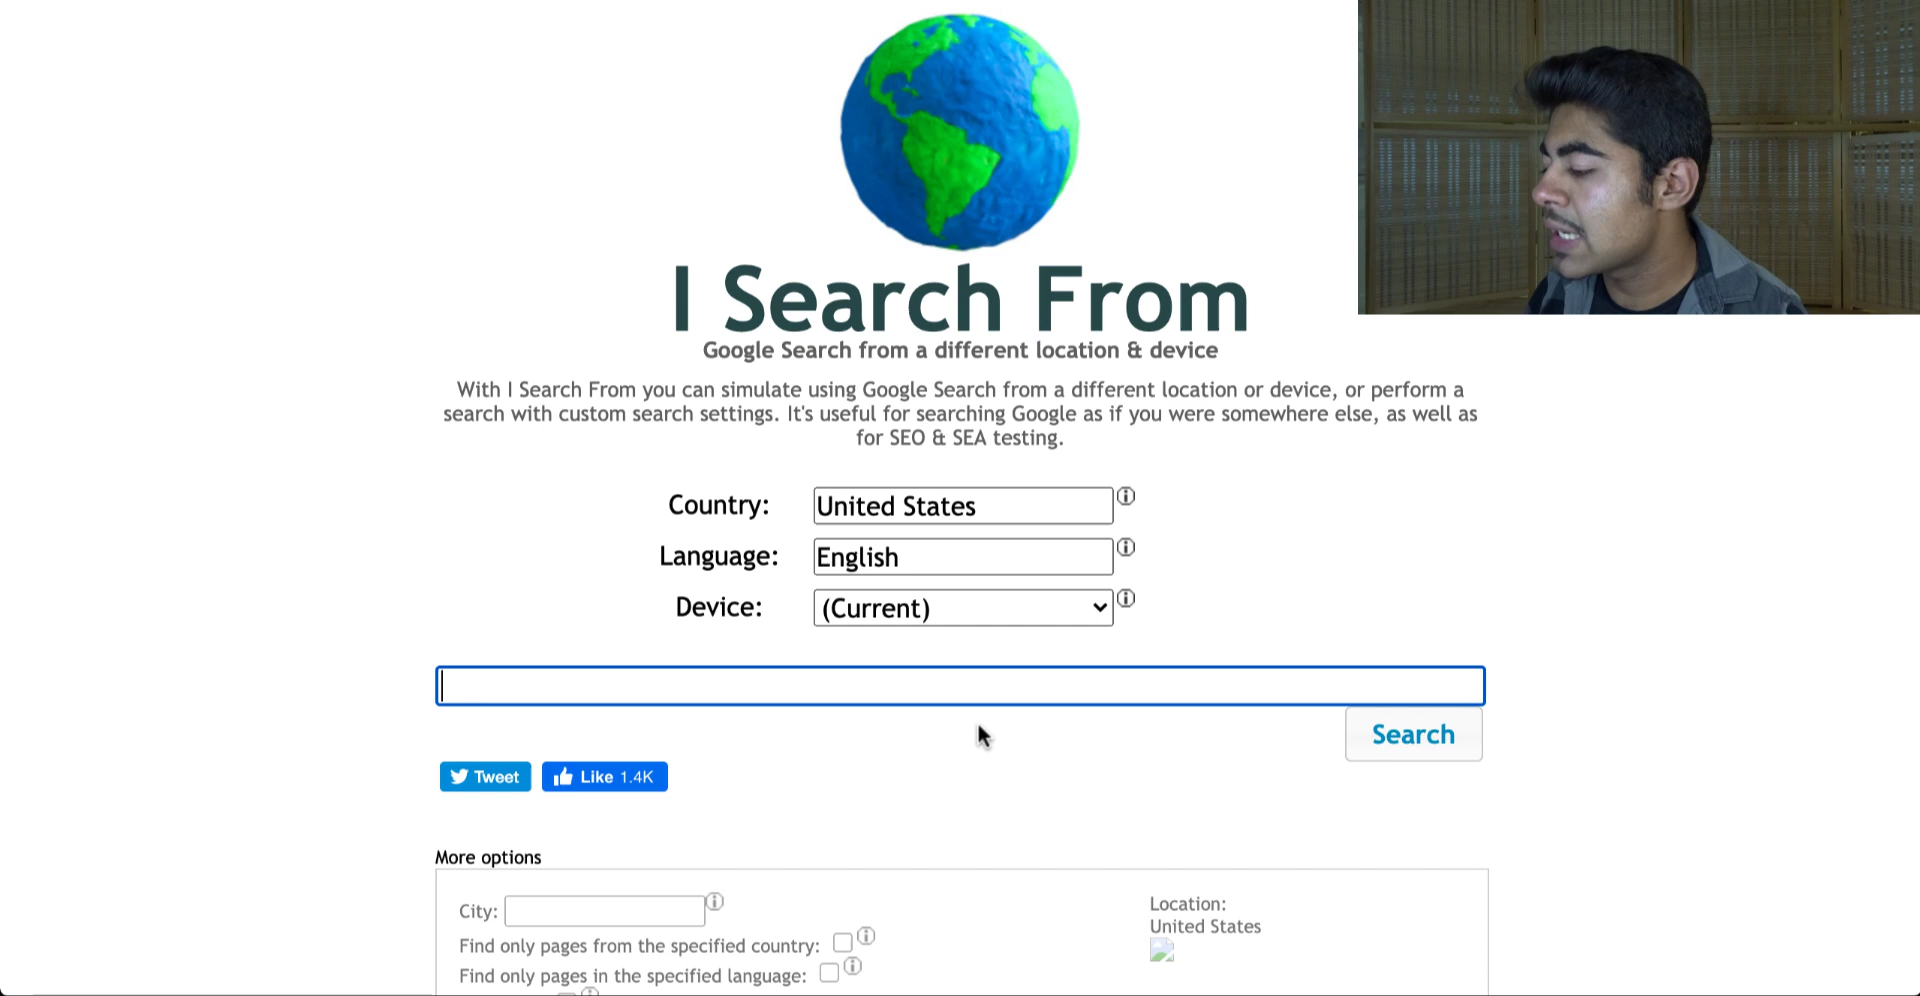 I Search From
Google Search from a different location & device
With I Search From you can simulate using Google Search from a different location or device, or perform a
search with custom search settings. It's useful for searching Google as if you were somewhere else, as well as
for SEO & SEA testing.
Country: United States
Language: English
Device: (Current)
Search
Tweet Like 1.4K
More options
City:
Find only pages from the specified country:
Find only pages in the specified language:
Location:
United States